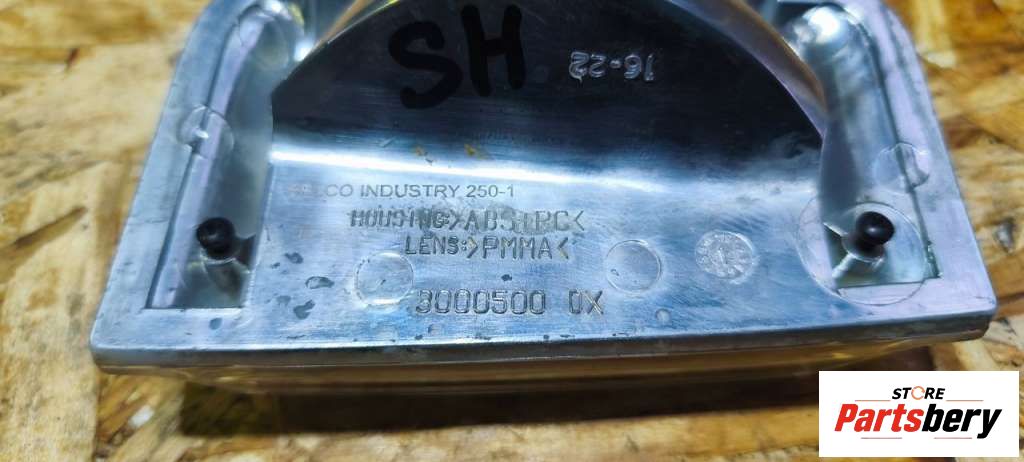 SH
16-22
INDUSTRY 250-1
HOUSING:>ABS+PC<
LENS:>PMMA<
3000500 0X
STORE
Partsbery